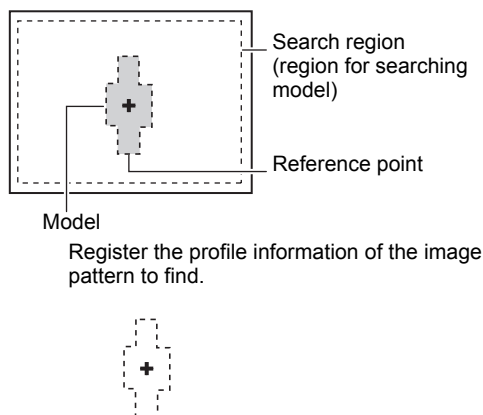 Search region
(region for searching
model)
Reference point
Model
Register the profile information of the image
pattern to find.